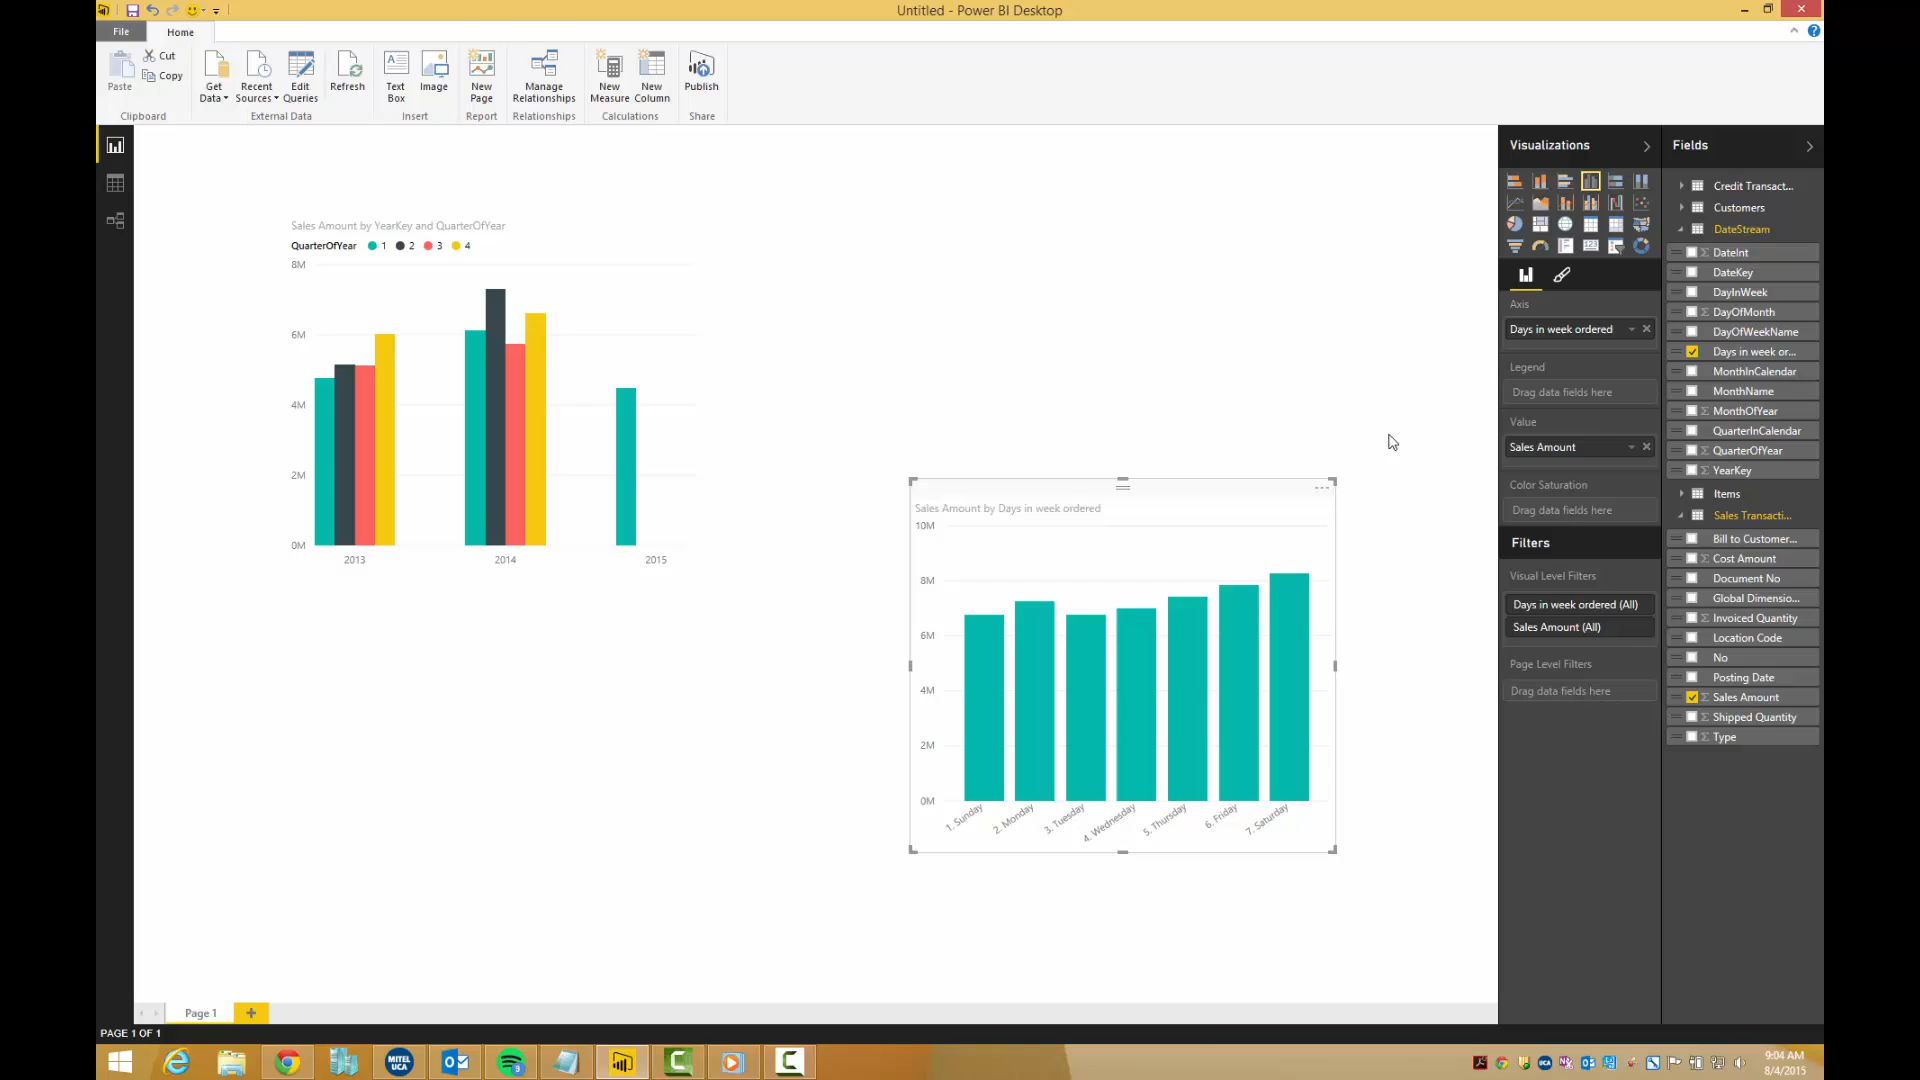 Untitled - Power BI Desktop
File
Home
Paste
Cut
Copy
Get Data
Recent Sources
Edit Queries
Refresh
Text Box
Image
New Page
Manage Relationships
New Measure
New Column
Publish
Clipboard
External Data
Insert
Report
Relationships
Calculations
Share
Sales Amount by YearKey and QuarterOfYear
QuarterOfYear 1 2 3 4
8M
6M
4M
2M
0M
2013 2014 2015
Sales Amount by Days in week ordered
10M
8M
6M
4M
2M
0M
1. Sunday
2. Monday
3. Tuesday
4. Wednesday
5. Thursday
6. Friday
7. Saturday
Visualizations
Axis
Days in week ordered
Legend
Drag data fields here
Value
Sales Amount
Color Saturation
Drag data fields here
Filters
Visual Level Filters
Days in week ordered (All)
Sales Amount (All)
Page Level Filters
Drag data fields here
Fields
Credit Transact...
Customers
DateStream
DateInt
DateKey
DayInWeek
DayOfMonth
DayOfWeekName
Days in week or...
MonthInCalendar
MonthName
MonthOfYear
QuarterInCalendar
QuarterOfYear
YearKey
Items
Sales Transacti...
Bill to Customer...
Cost Amount
Document No
Global Dimensio...
Invoiced Quantity
Location Code
No
Posting Date
Sales Amount
Shipped Quantity
Type
Page 1
PAGE 1 OF 1
MITEL UCA
9:04 AM
8/4/2015